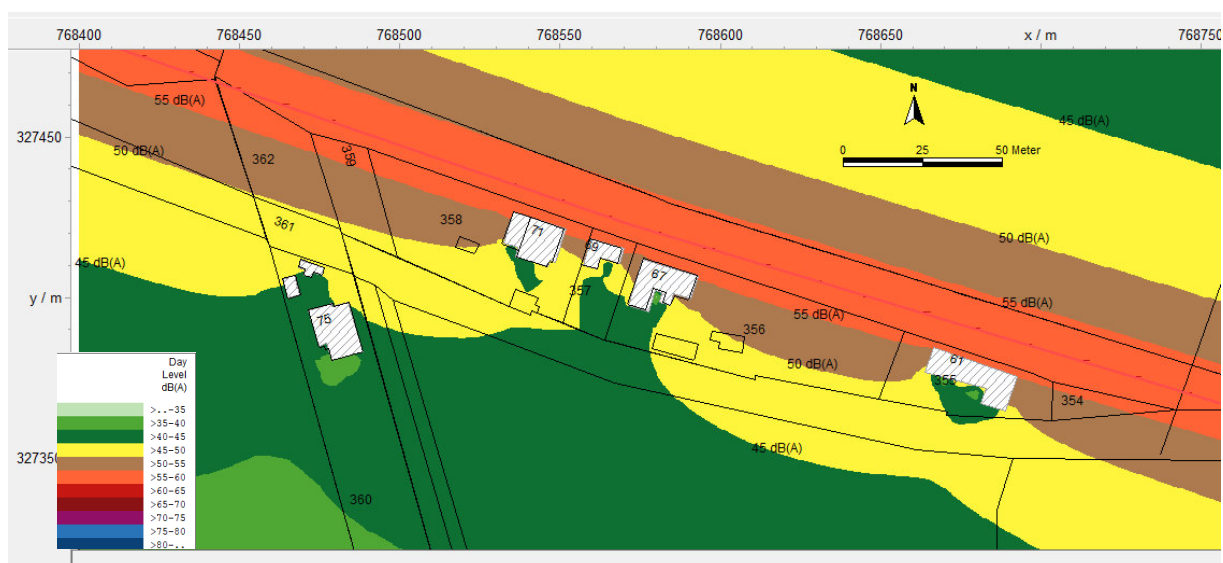 768400 768450 768500 768550 768600 768650 x / m 768750
N
55 dB(A)
45 dB(A)
327450
0 25 50 Meter
50 dB(A)
362
359
358
361
71
69
50 dB(A)
45 dB(A)
67
357
y / m
55 dB(A)
75
55 dB(A)
356
50 dB(A)
61
355
354
45 dB(A)
327350
360
Day
Level
dB(A)
>..-35
>35-40
>40-45
>45-50
>50-55
>55-60
>60-65
>65-70
>70-75
>75-80
>80-..